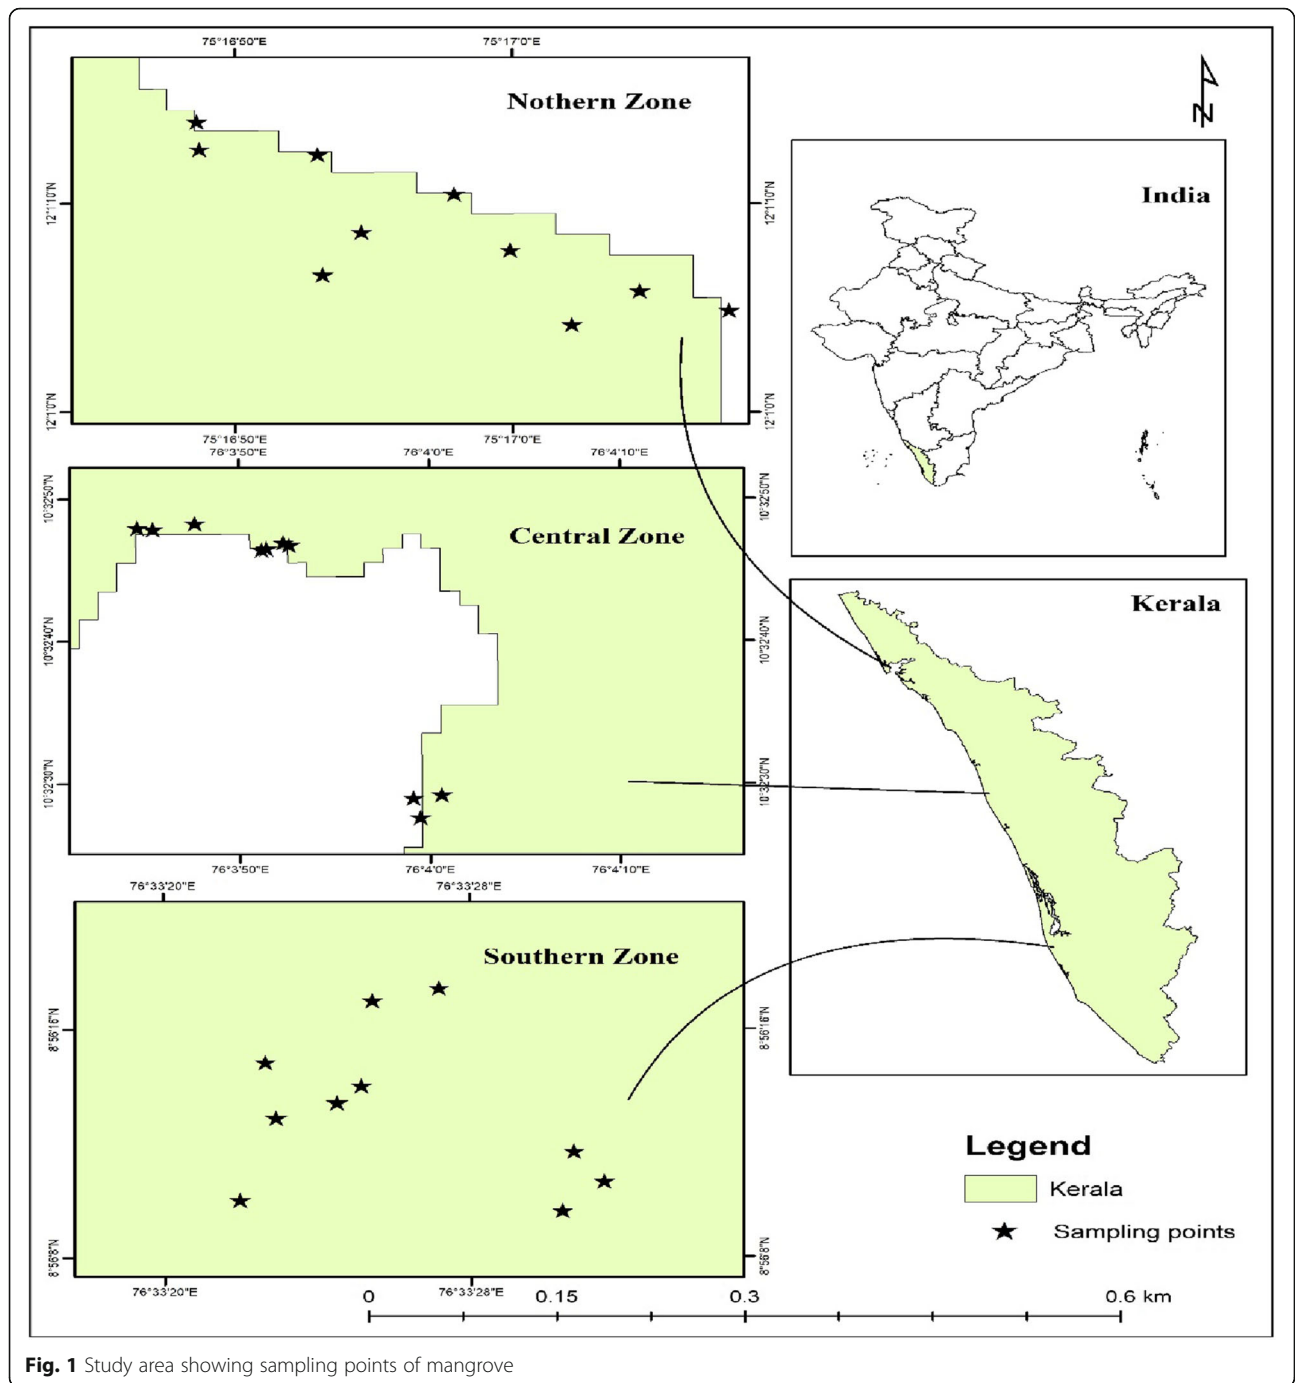 75°16'50"E
75°17'0"E
Nothern Zone
12°1'10"N
12°1'10"N
12°1'0"N
12°1'0"N
75°16'50"E
75°17'0"E
N
India
76°3'50"E
76°4'0"E
76°4'10"E
10°32'50"N
10°32'50"N
Central Zone
10°32'40"N
10°32'40"N
10°32'30"N
10°32'30"N
76°3'50"E
76°4'0"E
76°4'10"E
Kerala
76°33'20"E
76°33'28"E
Southern Zone
8°56'16"N
8°56'16"N
8°56'8"N
8°56'8"N
76°33'20"E
76°33'28"E
Legend
Kerala
Sampling points
0 0.15 0.3 0.6 km
Fig. 1 Study area showing sampling points of mangrove